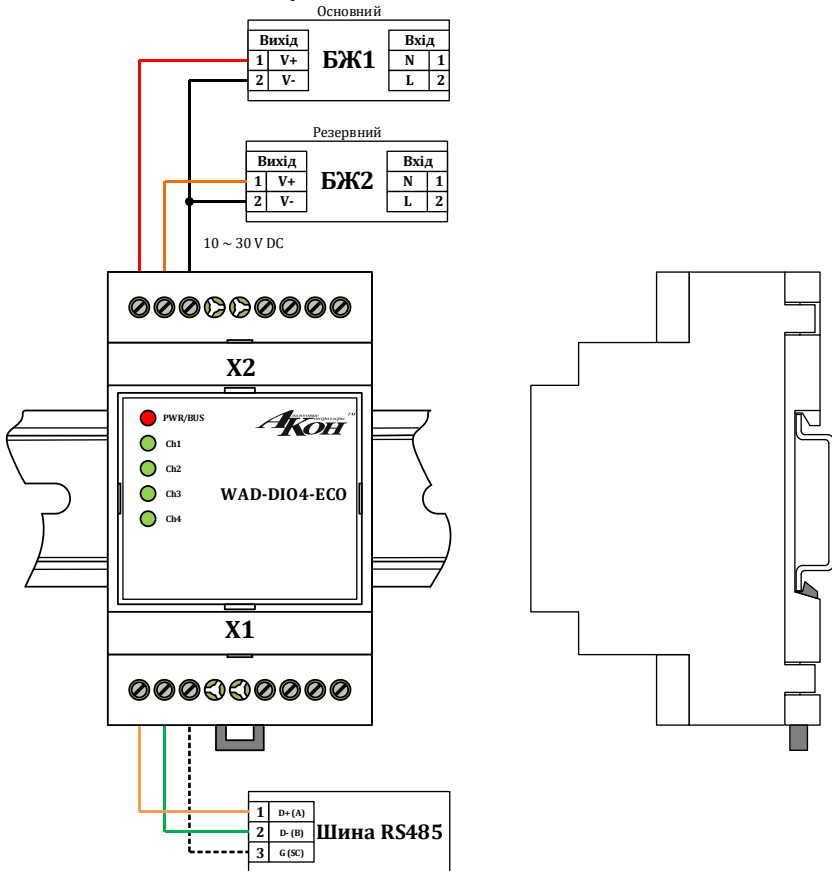 Основний
Вихід
1 V+
2 V-
БЖ1
Вхід
N 1
L 2
Резервний
Вихід
1 V+
2 V-
БЖ2
Вхід
N 1
L 2
10 ~ 30 V DC
X2
PWR/BUS
Ch1
Ch2
Ch3
Ch4
АКОН
TM
WAD-DIO4-ECO
X1
1 D+ (A)
2 D- (B)
3 G (SC)
Шина RS485